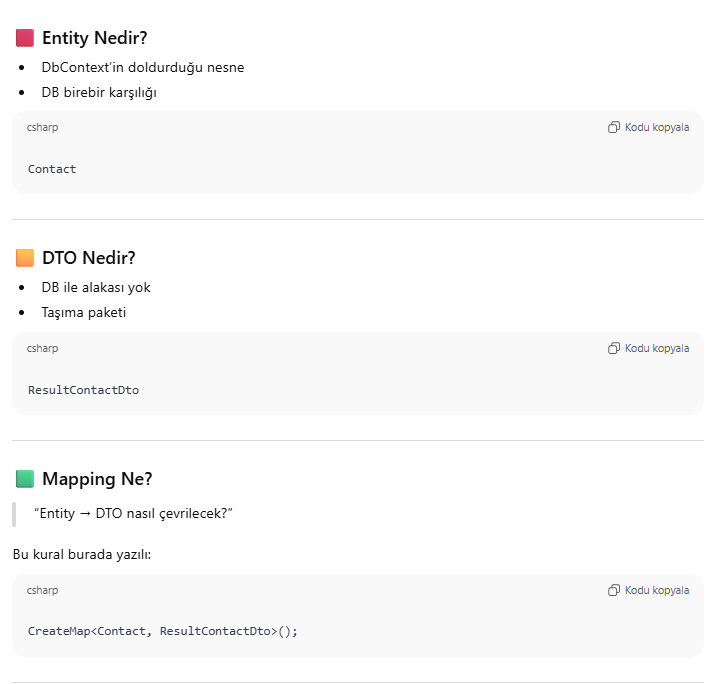 Entity Nedir?
DbContext’in doldurduğu nesne
DB birebir karşılığı
csharp
Kodu kopyala
Contact
DTO Nedir?
DB ile alakası yok
Taşıma paketi
csharp
Kodu kopyala
ResultContactDto
Mapping Ne?
“Entity → DTO nasıl çevrilecek?”
Bu kural burada yazılı:
csharp
Kodu kopyala
CreateMap<Contact, ResultContactDto>();